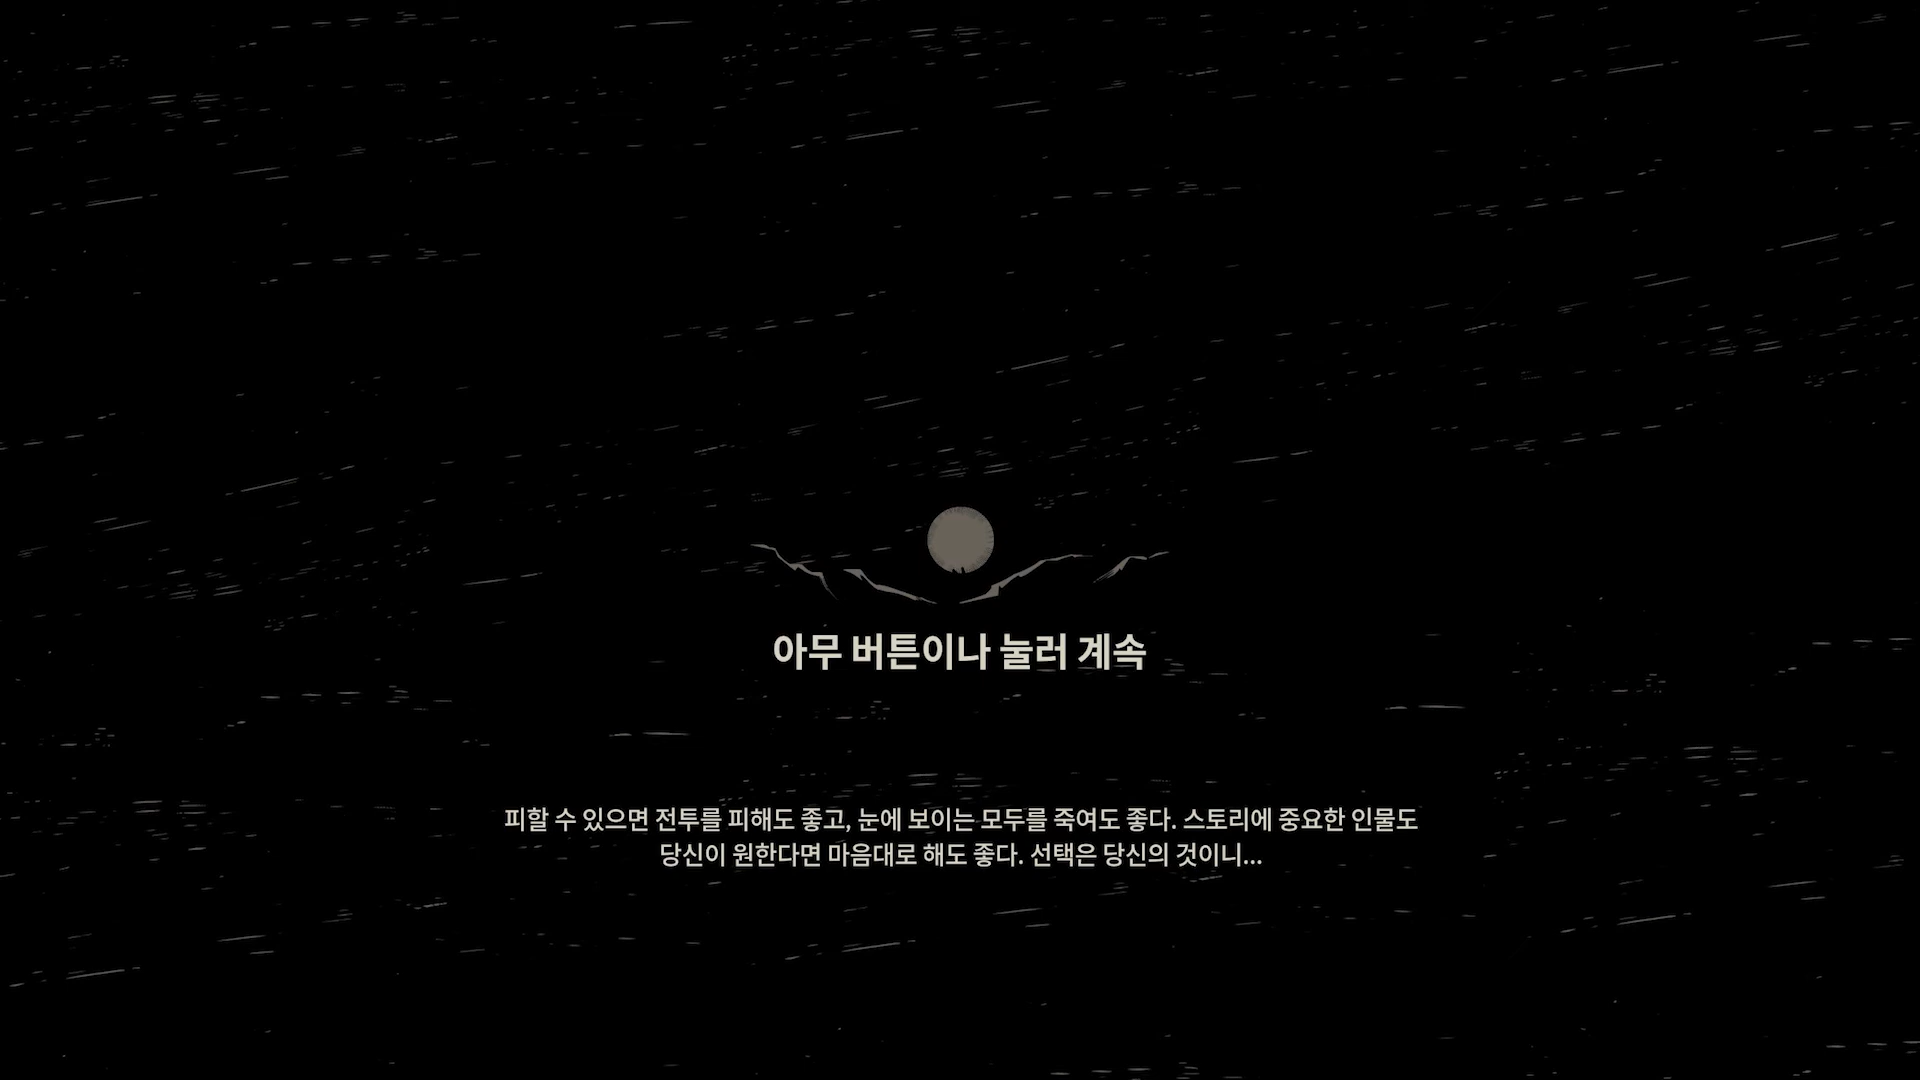 아무 버튼이나 눌러 계속
피할 수 있으면 전투를 피해도 좋고, 눈에 보이는 모두를 죽여도 좋다. 스토리에 중요한 인물도
당신이 원한다면 마음대로 해도 좋다. 선택은 당신의 것이니...